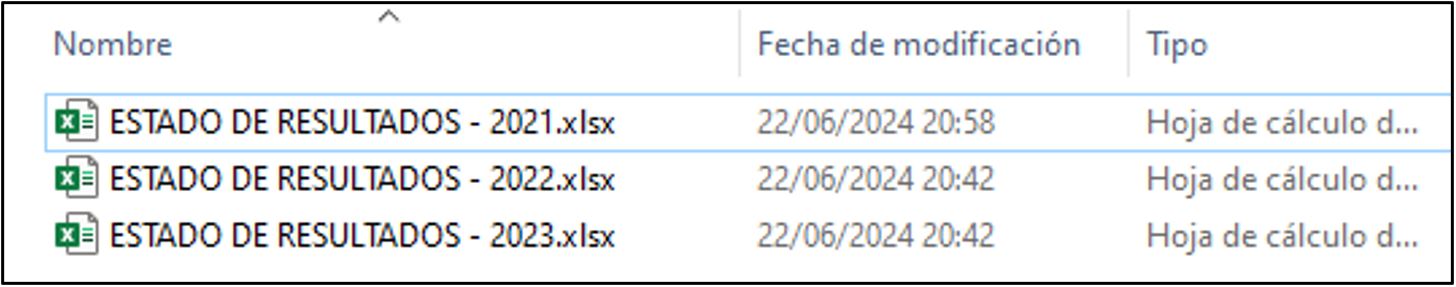 Nombre Fecha de modificación Tipo
ESTADO DE RESULTADOS - 2021.xlsx 22/06/2024 20:58 Hoja de cálculo d...
ESTADO DE RESULTADOS - 2022.xlsx 22/06/2024 20:42 Hoja de cálculo d...
ESTADO DE RESULTADOS - 2023.xlsx 22/06/2024 20:42 Hoja de cálculo d...